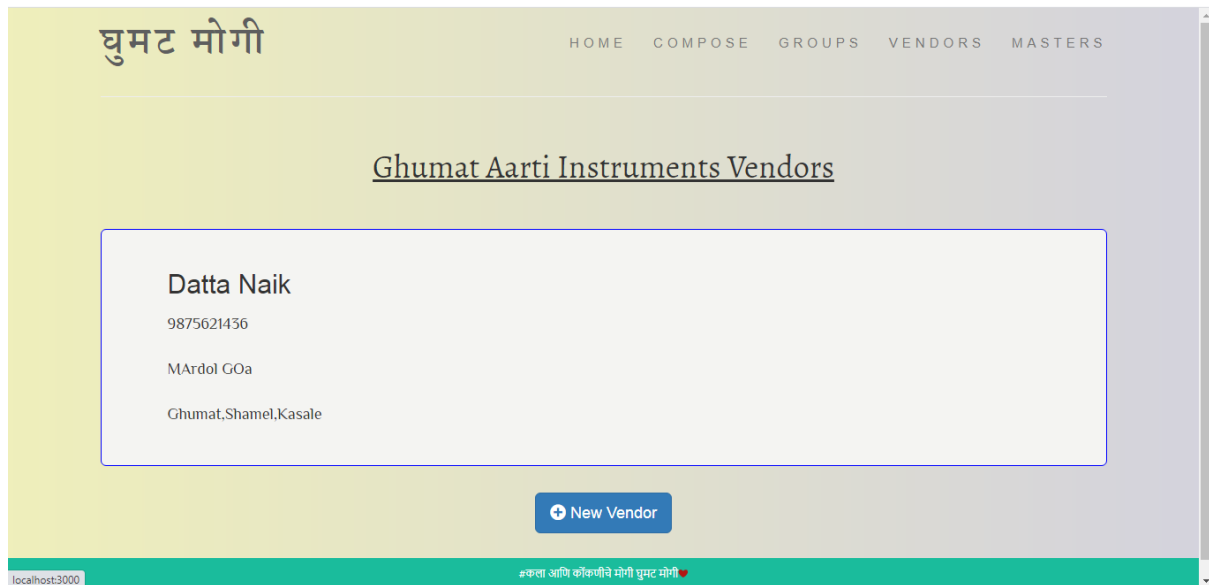 घुमट मोगी
HOME COMPOSE GROUPS VENDORS MASTERS
Ghumat Aarti Instruments Vendors
Datta Naik
9875621436
MArdol GOa
Ghumat,Shamel,Kasale
New Vendor
#कला आणि कोंकणीचे मोगी घुमट मोगी
localhost:3000